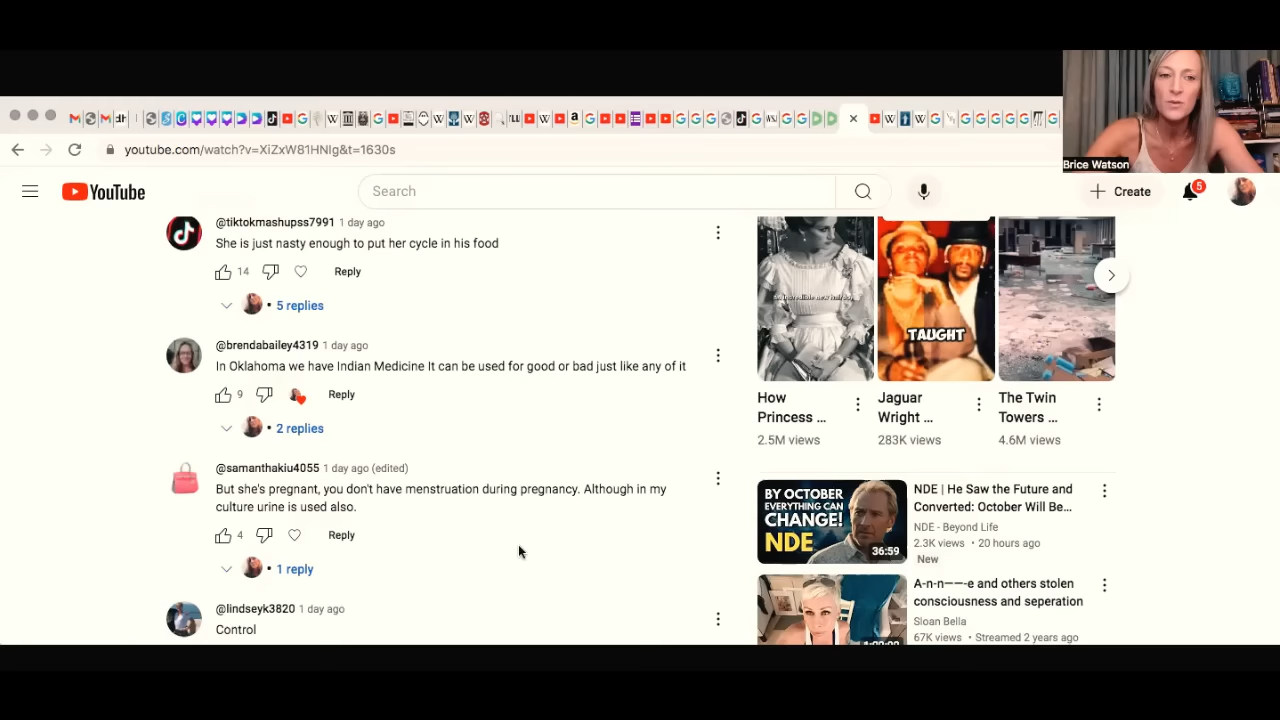 Brice Watson
youtube.com/watch?v=XiZxW81HNIg&t=1630s
YouTube
Search
Create
5
@tiktokmashupss7991 1 day ago
She is just nasty enough to put her cycle in his food
14
Reply
5 replies
@brendabailey4319 1 day ago
In Oklahoma we have Indian Medicine It can be used for good or bad just like any of it
9
Reply
2 replies
@samanthakiu4055 1 day ago (edited)
But she's pregnant, you don't have menstruation during pregnancy. Although in my
culture urine is used also.
4
Reply
1 reply
@lindseyk3820 1 day ago
Control
TAUGHT
How
Princess ...
2.5M views
Jaguar
Wright ...
283K views
The Twin
Towers ...
4.6M views
BY OCTOBER
EVERYTHING CAN
CHANGE!
NDE
36:59
NDE | He Saw the Future and
Converted: October Will Be...
NDE - Beyond Life
2.3K views • 20 hours ago
New
A-n-n-——-e and others stolen
consciousness and seperation
Sloan Bella
67K views • Streamed 2 years ago